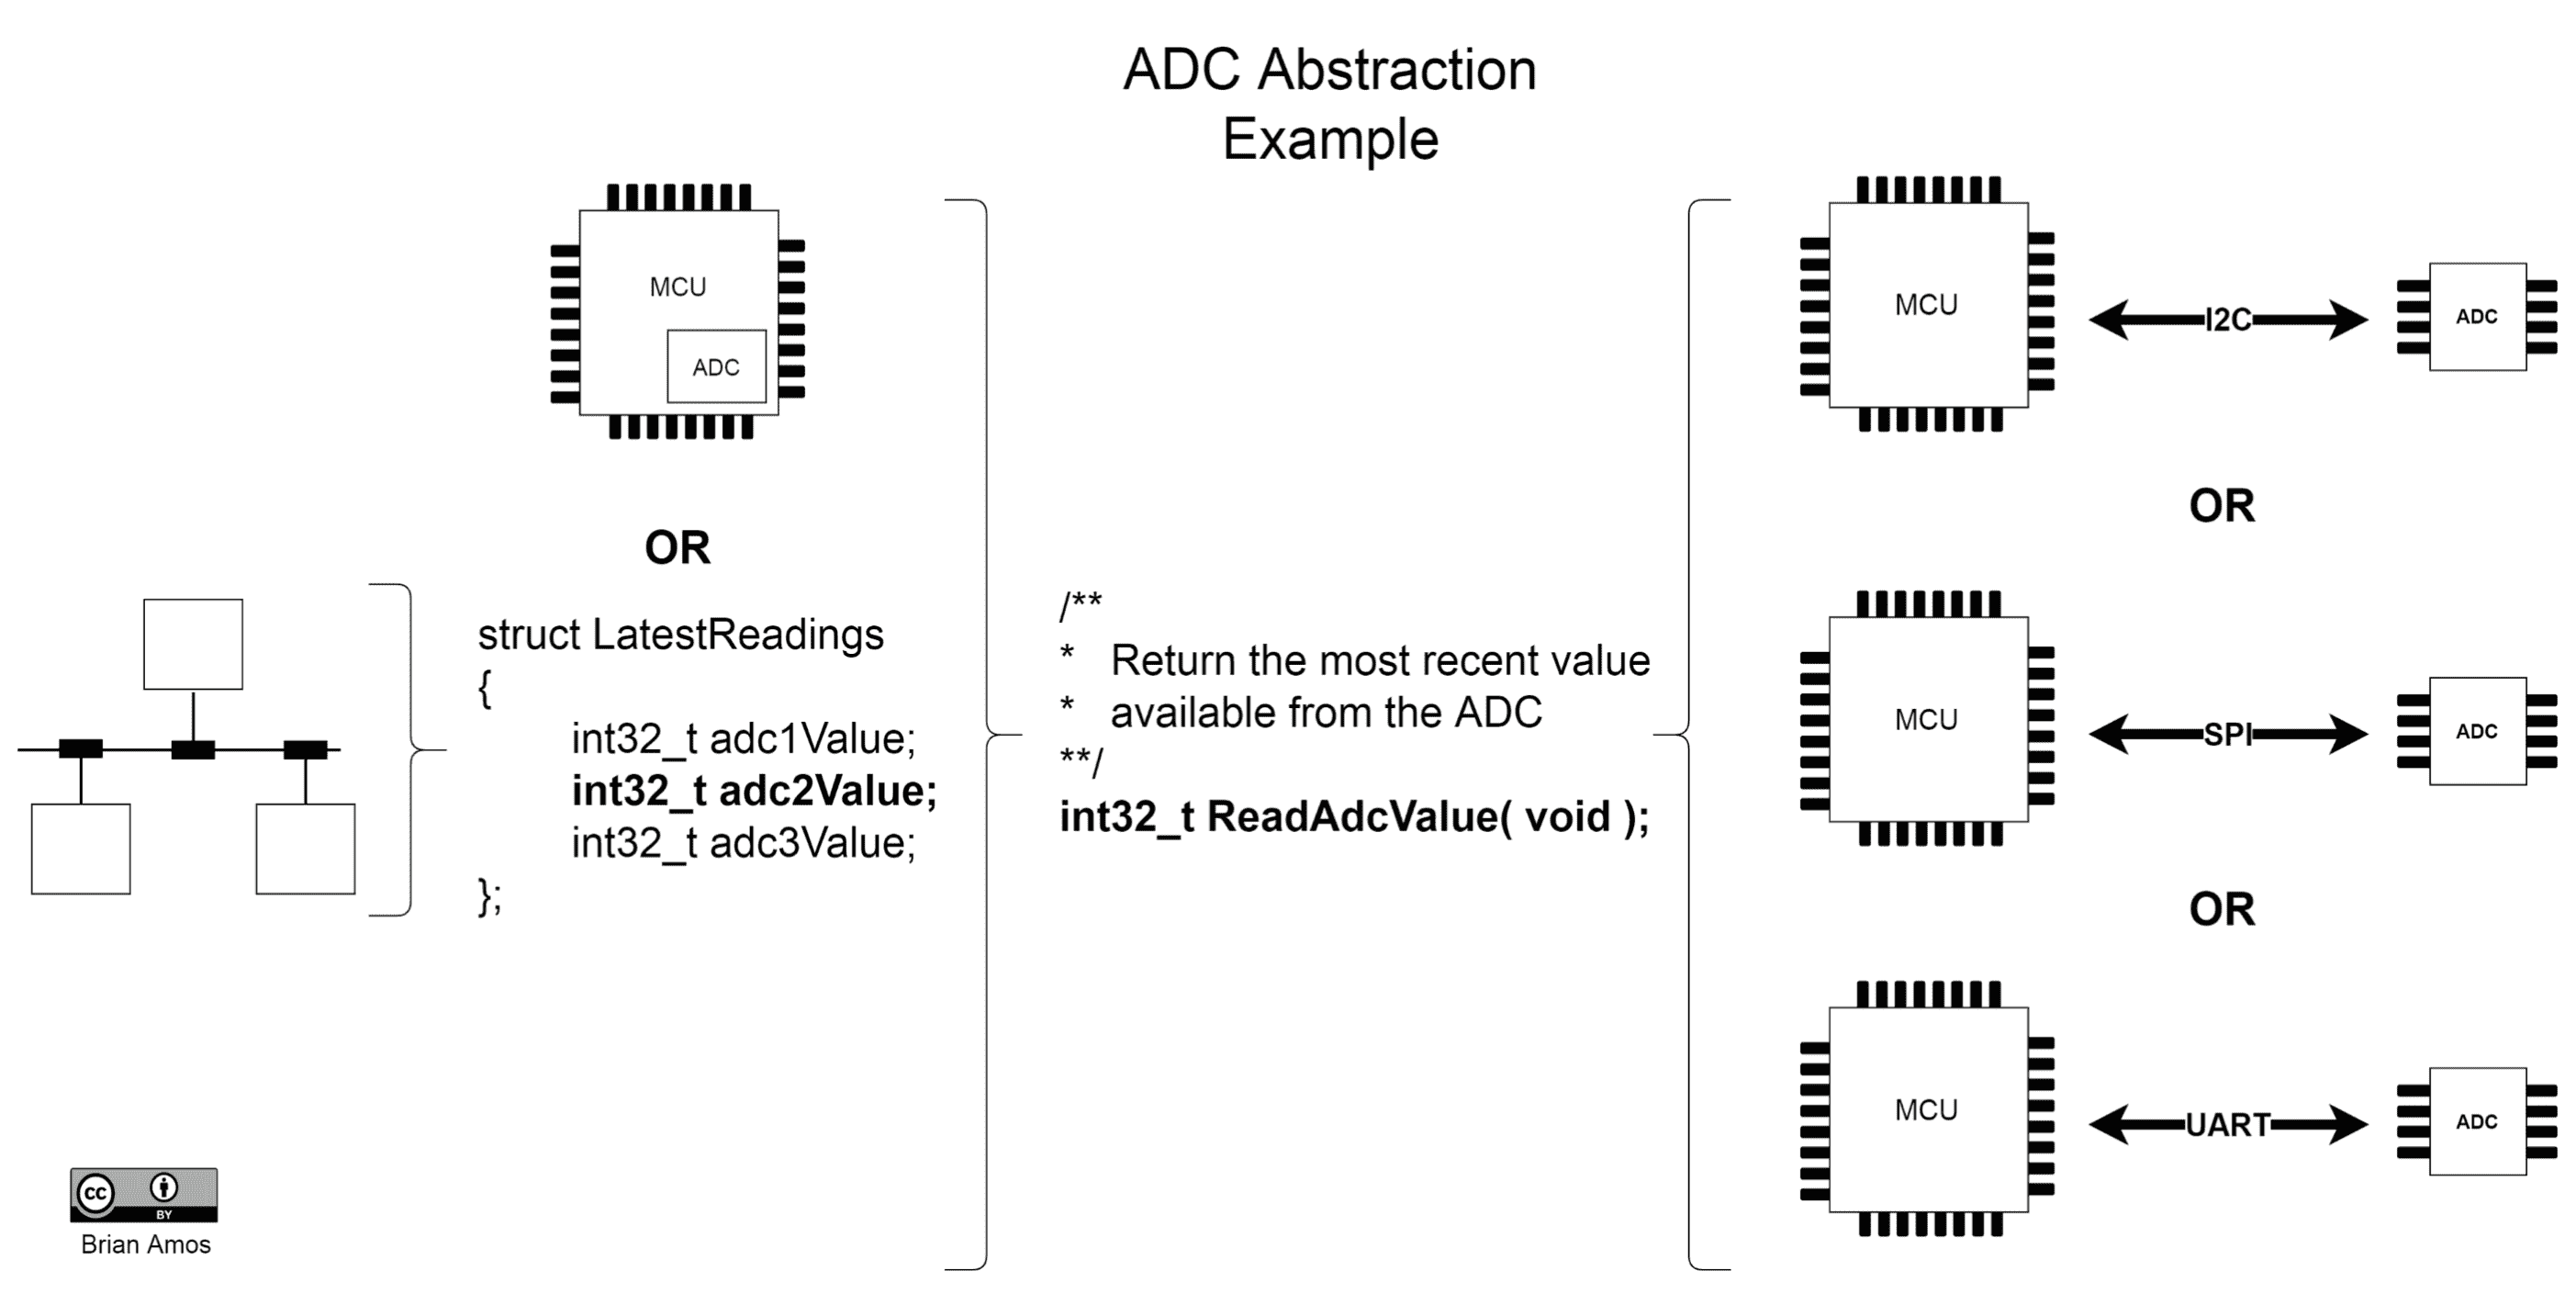 ADC Abstraction
Example
MCU
ADC
OR
struct LatestReadings
{
int32_t adc1Value;
int32_t adc2Value;
int32_t adc3Value;
};
/**
* Return the most recent value
* available from the ADC
**/
int32_t ReadAdcValue( void );
MCU
I2C
ADC
OR
MCU
SPI
ADC
OR
MCU
UART
ADC
cc
BY
Brian Amos